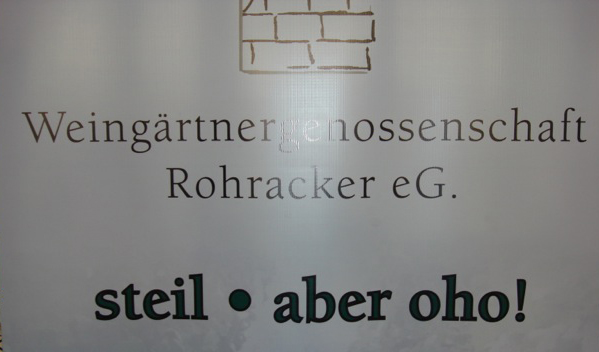 Weingärtnergenossenschaft
Rohracker eG.
steil • aber oho!